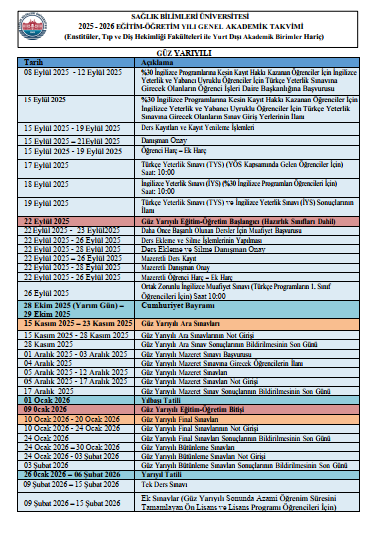 SAĞLIK BİLİMLERİ ÜNİVERSİTESİ
2025 - 2026 EĞİTİM-ÖĞRETİM YILI GENEL AKADEMİK TAKVİMİ
(Enstitüler, Tıp ve Diş Hekimliği Fakülteleri ile Yurt Dışı Akademik Birimler Hariç)
GÜZ YARIYILI
Tarih Açıklama
08 Eylül 2025 - 12 Eylül 2025 %30 İngilizce Programlarına Kesin Kayıt Hakkı Kazanan Öğrenciler İçin İngilizce
Yeterlik ve Yabancı Uyruklu Öğrenciler İçin Türkçe Yeterlik Sınavına
Girecek Olanların Öğrenci İşleri Daire Başkanlığına Başvurusu
15 Eylül 2025 %30 İngilizce Programlarına Kesin Kayıt Hakkı Kazanan Öğrenciler İçin
İngilizce Yeterlik ve Yabancı Uyruklu Öğrenciler İçin Türkçe Yeterlik
Sınavına Girecek Olanların Sınav Giriş Yerlerinin İlanı
15 Eylül 2025 - 19 Eylül 2025 Ders Kayıtları ve Kayıt Yenileme İşlemleri
15 Eylül 2025 – 21Eylül 2025 Danışman Onay
15 Eylül 2025 - 19 Eylül 2025 Öğrenci Harç – Ek Harç
17 Eylül 2025 Türkçe Yeterlik Sınavı (TYS) (YÖS Kapsamında Gelen Öğrenciler İçin)
Saat: 10:00
18 Eylül 2025 İngilizce Yeterlik Sınavı (İYS) (%30 İngilizce Programları Öğrencileri İçin)
Saat: 10:00
19 Eylül 2025 Türkçe Yeterlik Sınavı (TYS) ve İngilizce Yeterlik Sınavı (İYS) Sonuçlarının
İlanı
22 Eylül 2025 Güz Yarıyılı Eğitim-Öğretim Başlangıcı (Hazırlık Sınıfları Dahil)
22 Eylül 2025 - 23 Eylül2025 Daha Önce Başarılı Olunan Dersler İçin Muafiyet Başvurusu
22 Eylül 2025 - 26 Eylül 2025 Ders Ekleme ve Silme İşlemlerinin Yapılması
22 Eylül 2025 - 28 Eylül 2025 Ders Ekleme ve Silme Danışman Onay
22 Eylül 2025 – 26 Eylül 2025 Mazeretli Ders Kayıt
22 Eylül 2025 - 28 Eylül 2025 Mazeretli Danışman Onay
22 Eylül 2025 - 26 Eylül 2025 Mazeretli Öğrenci Harç – Ek Harç
26 Eylül 2025 Ortak Zorunlu İngilizce Muafiyet Sınavı (Türkçe Programların 1. Sınıf
Öğrencileri İçin) Saat 10:00
28 Ekim 2025 (Yarım Gün) – Cumhuriyet Bayramı
29 Ekim 2025
15 Kasım 2025 – 23 Kasım 2025 Güz Yarıyılı Ara Sınavları
15 Kasım 2025 - 28 Kasım 2025 Güz Yarıyılı Ara Sınavlarının Not Girişi
28 Kasım 2025 Güz Yarıyılı Ara Sınav Sonuçlarının Bildirilmesinin Son Günü
01 Aralık 2025 - 03 Aralık 2025 Güz Yarıyılı Mazeret Sınavı Başvurusu
04 Aralık 2025 Güz Yarıyılı Mazeret Sınavına Girecek Öğrencilerin İlanı
05 Aralık 2025 - 12 Aralık 2025 Güz Yarıyılı Mazeret Sınavları
05 Aralık 2025 - 17 Aralık 2025 Güz Yarıyılı Mazeret Sınavları Not Girişi
17 Aralık 2025 Güz Yarıyılı Mazeret Sınavı Sonuçlarının Bildirilmesinin Son Günü
01 Ocak 2026 Yılbaşı Tatili
09 Ocak 2026 Güz Yarıyılı Eğitim-Öğretim Bitişi
10 Ocak 2026 - 20 Ocak 2026 Güz Yarıyılı Final Sınavları
10 Ocak 2026 - 24 Ocak 2026 Güz Yarıyılı Final Sınavlarının Not Girişi
24 Ocak 2026 Güz Yarıyılı Final Sınavları Sonuçlarının Bildirilmesinin Son Günü
24 Ocak 2026 – 30 Ocak 2026 Güz Yarıyılı Bütünleme Sınavları
24 Ocak 2026 - 03 Şubat 2026 Güz Yarıyılı Bütünleme Sınavları Not Girişi
03 Şubat 2026 Güz Yarıyılı Bütünleme Sınavları Sonuçlarının Bildirilmesinin Son Günü
26 Ocak 2026 – 06 Şubat 2026 Yarıyıl Tatili
09 Şubat 2026 – 15 Şubat 2026 Tek Ders Sınavı
09 Şubat 2026 – 15 Şubat 2026 Ek Sınavlar (Güz Yarıyılı Sonunda Azami Öğrenim Süresini
Tamamlayan Ön Lisans ve Lisans Programı Öğrencileri İçin)